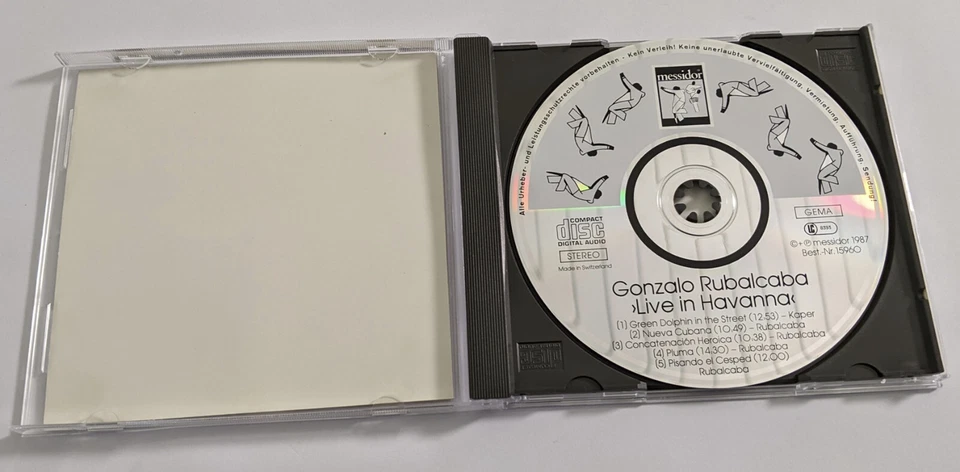 Alle Urheber- und Leistungsschutzrechte vorbehalten - Kein Verleih! Keine unerlaubte Vervielfältigung, Vermietung, Aufführung, Sendung!
messidor
COMPACT
disc
DIGITAL AUDIO
STEREO
Made in Switzerland
GEMA
LC
©+℗ messidor 1987
Best.-Nr. 15960
Gonzalo Rubalcaba
›Live in Havanna‹
(1) Green Dolphin in the Street (12.53) – Kaper
(2) Nueva Cubana (10.49) – Rubalcaba
(3) Concatenación Heroica (10.38) – Rubalcaba
(4) Pluma (14.30) – Rubalcaba
(5) Pisando el Cesped (12.00)
Rubalcaba